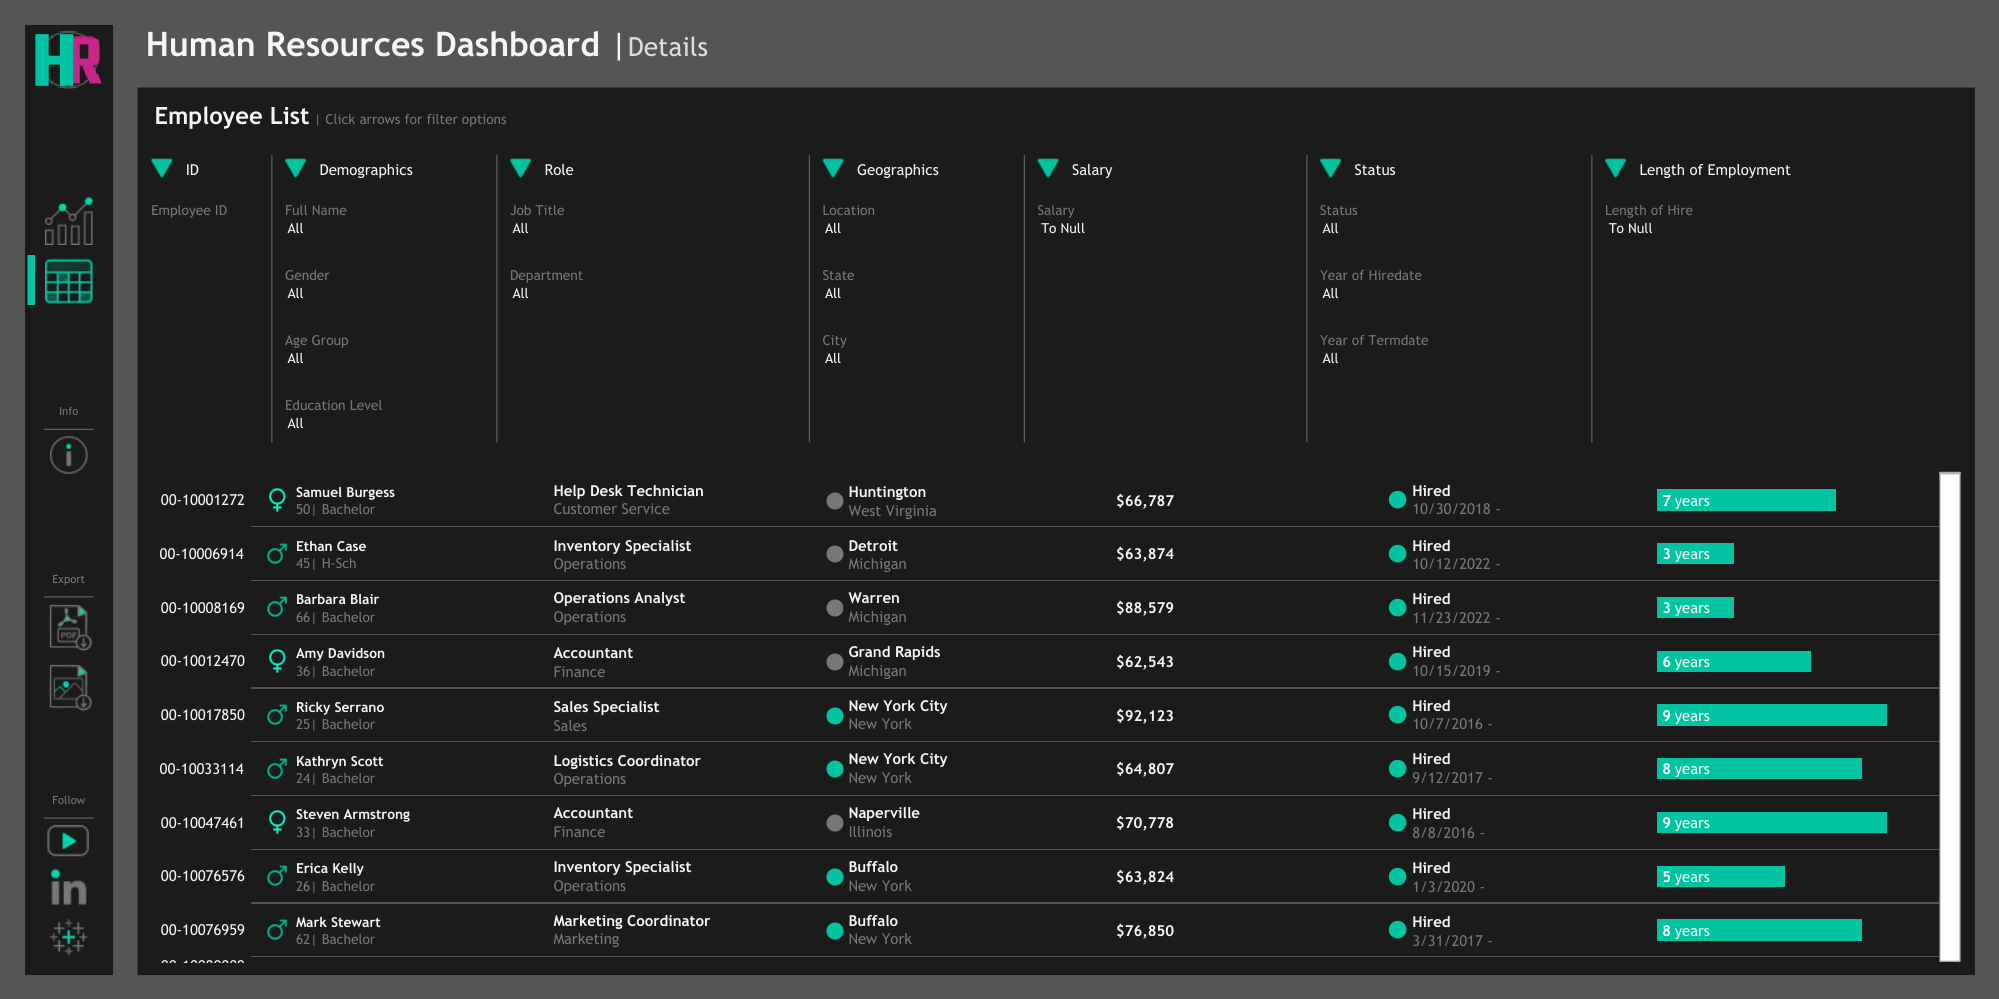 HR
Human Resources Dashboard | Details
Employee List | Click arrows for filter options
ID
Demographics
Role
Geographics
Salary
Status
Length of Employment
Employee ID
Full Name
All
Gender
All
Age Group
All
Education Level
All
Job Title
All
Department
All
Location
All
State
All
City
All
Salary
To Null
Status
All
Year of Hiredate
All
Year of Termdate
All
Length of Hire
To Null
Info
Export
PDF
Follow
in
00-10001272
Samuel Burgess
50| Bachelor
Help Desk Technician
Customer Service
Huntington
West Virginia
$66,787
Hired
10/30/2018 -
7 years
00-10006914
Ethan Case
45| H-Sch
Inventory Specialist
Operations
Detroit
Michigan
$63,874
Hired
10/12/2022 -
3 years
00-10008169
Barbara Blair
66| Bachelor
Operations Analyst
Operations
Warren
Michigan
$88,579
Hired
11/23/2022 -
3 years
00-10012470
Amy Davidson
36| Bachelor
Accountant
Finance
Grand Rapids
Michigan
$62,543
Hired
10/15/2019 -
6 years
00-10017850
Ricky Serrano
25| Bachelor
Sales Specialist
Sales
New York City
New York
$92,123
Hired
10/7/2016 -
9 years
00-10033114
Kathryn Scott
24| Bachelor
Logistics Coordinator
Operations
New York City
New York
$64,807
Hired
9/12/2017 -
8 years
00-10047461
Steven Armstrong
33| Bachelor
Accountant
Finance
Naperville
Illinois
$70,778
Hired
8/8/2016 -
9 years
00-10076576
Erica Kelly
26| Bachelor
Inventory Specialist
Operations
Buffalo
New York
$63,824
Hired
1/3/2020 -
5 years
00-10076959
Mark Stewart
62| Bachelor
Marketing Coordinator
Marketing
Buffalo
New York
$76,850
Hired
3/31/2017 -
8 years